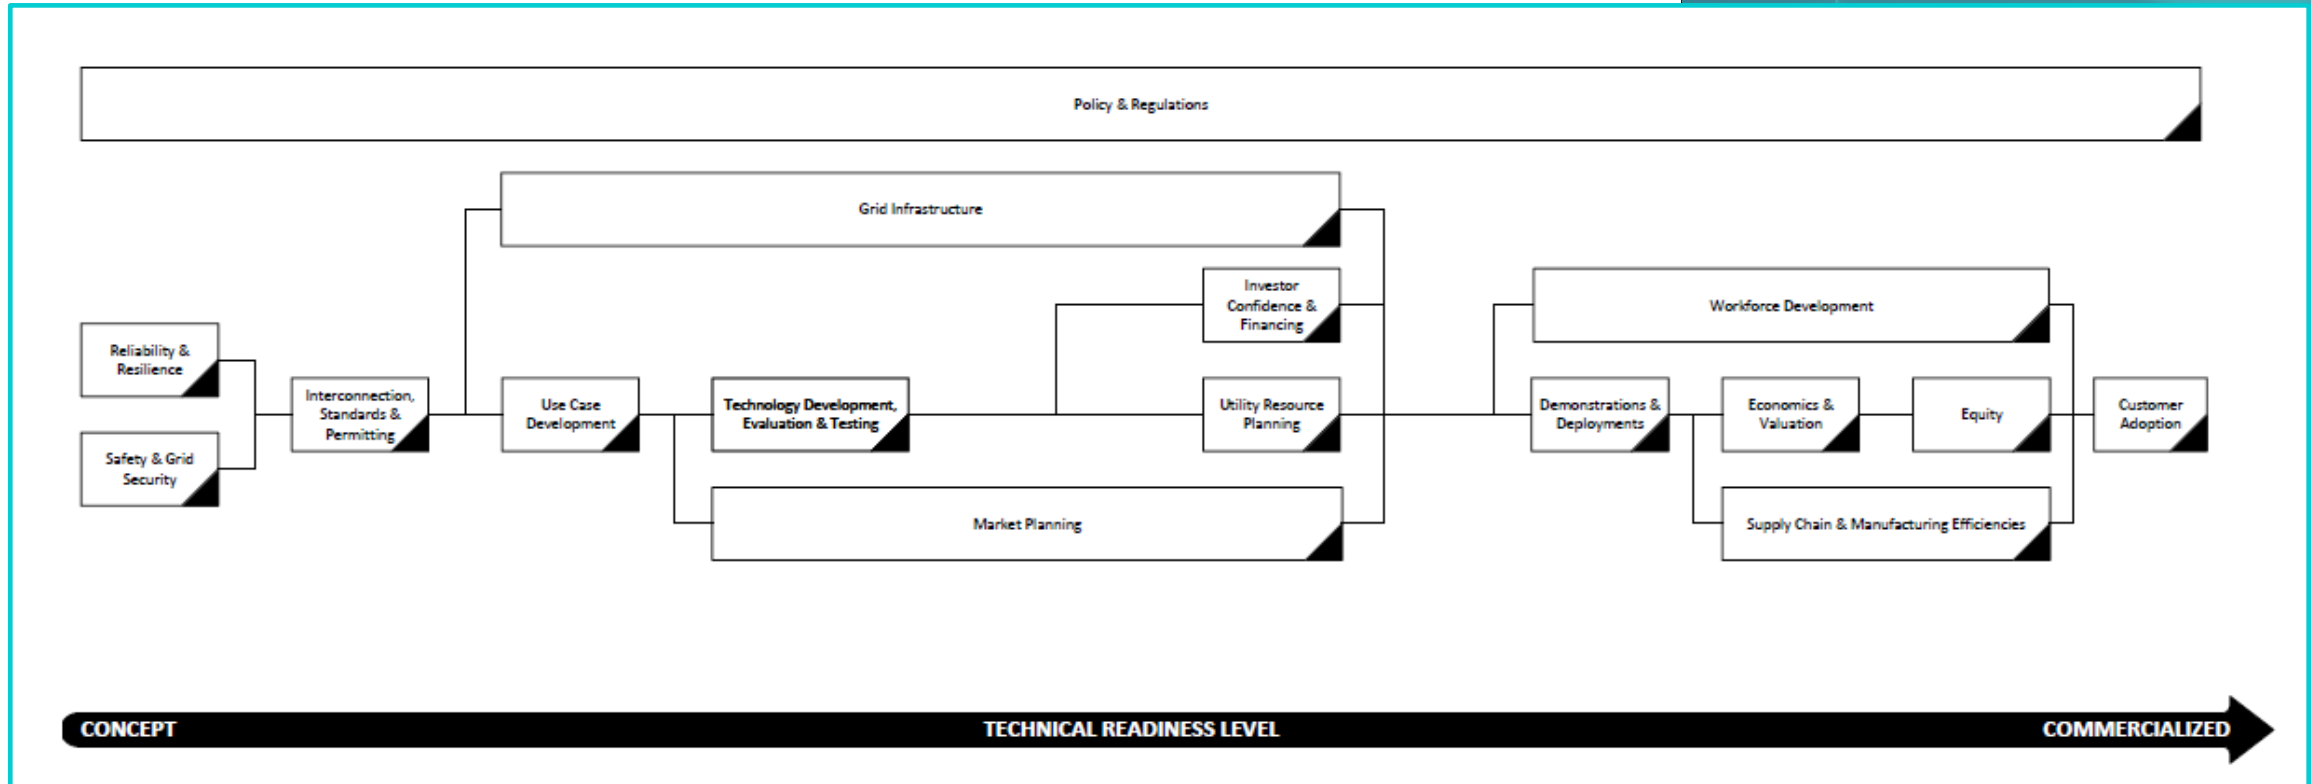 Policy & Regulations
Grid Infrastructure
Investor
Confidence &
Financing
Workforce Development
Reliability &
Resilience
Safety & Grid
Security
Interconnection,
Standards &
Permitting
Use Case
Development
Technology Development,
Evaluation & Testing
Utility Resource
Planning
Demonstrations &
Deployments
Economics &
Valuation
Equity
Customer
Adoption
Market Planning
Supply Chain & Manufacturing Efficiencies
CONCEPT
TECHNICAL READINESS LEVEL
COMMERCIALIZED